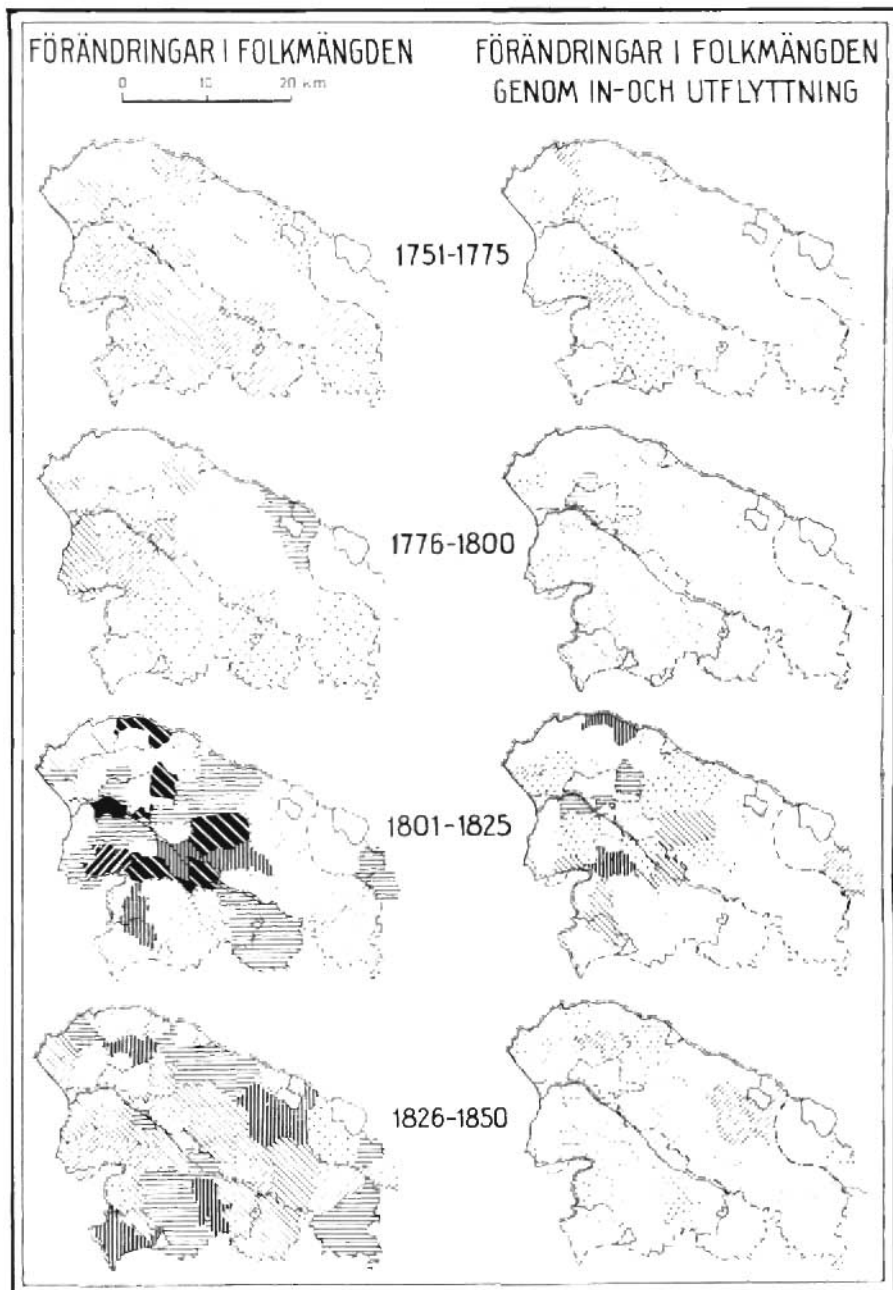 FÖRÄNDRINGAR I FOLKMÄNGDEN
0 10 20 KM
FÖRÄNDRINGAR I FOLKMÄNGDEN
GENOM IN-OCH UTFLYTTNING
1751-1775
1776-1800
1801-1825
1826-1850